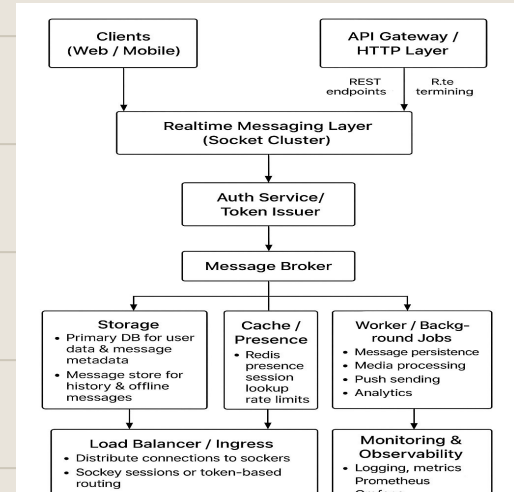 Clients
(Web / Mobile)
API Gateway /
HTTP Layer
REST
endpoints
R.te
termining
Realtime Messaging Layer
(Socket Cluster)
Auth Service/
Token Issuer
Message Broker
Storage
• Primary DB for user
data & message
metadata
• Message store for
history & offline
messages
Cache /
Presence
• Redis
presence
session
lookup
rate limits
Worker / Backg-
round Jobs
• Message persistence
• Media processing
• Push sending
• Analytics
Load Balancer / Ingress
• Distribute connections to sockers
• Sockey sessions or token-based
routing
Monitoring &
Observability
• Logging, metrics
Prometheus